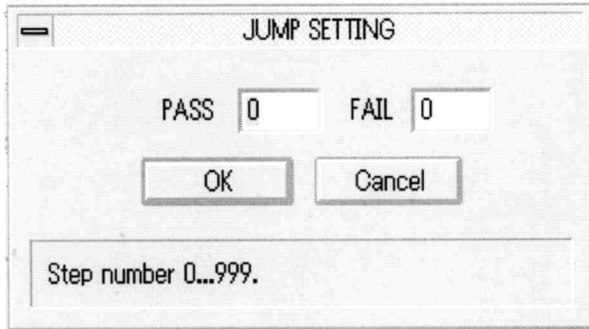 JUMP SETTING
PASS 0 FAIL 0
OK Cancel
Step number 0...999.